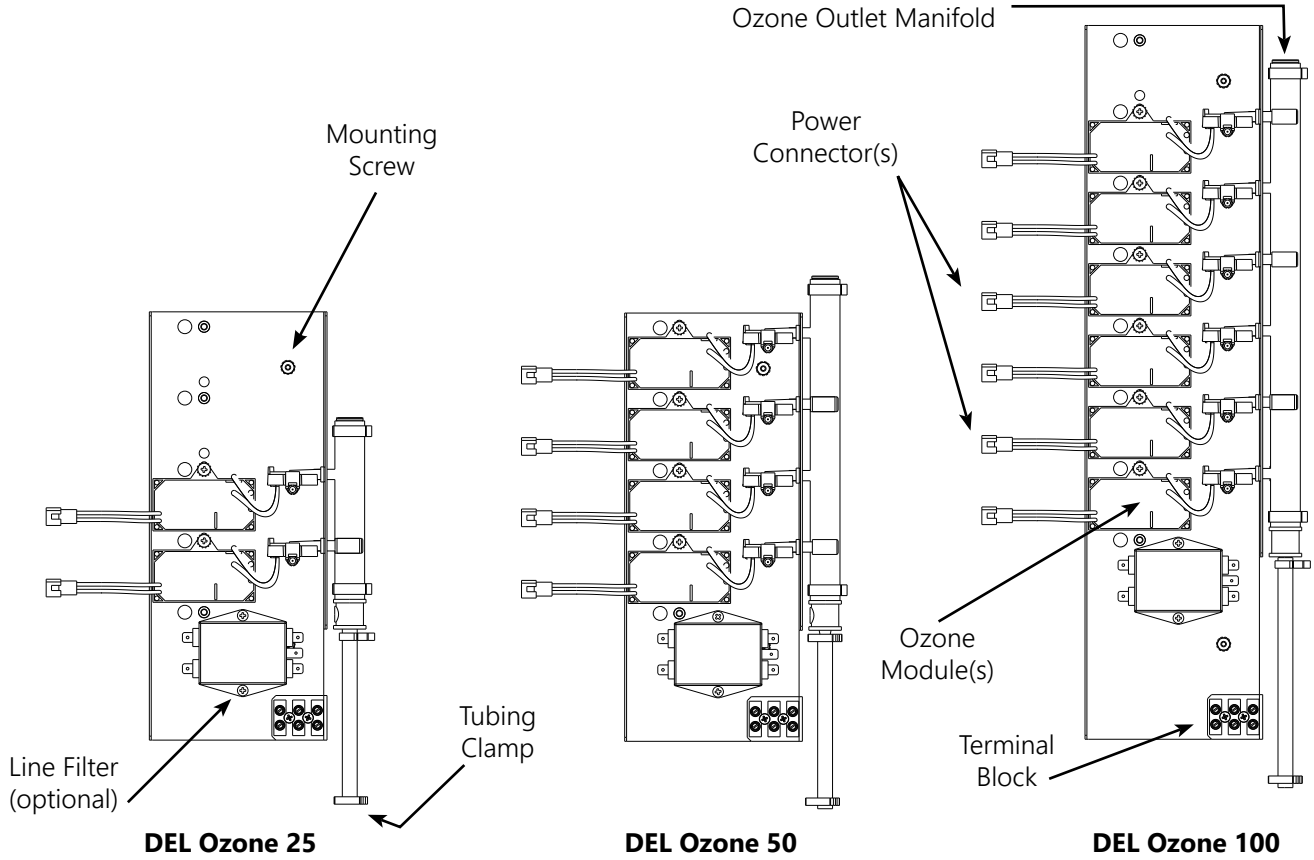 Ozone Outlet Manifold
Mounting
Screw
Power
Connector(s)
Ozone
Module(s)
Tubing
Clamp
Terminal
Block
Line Filter
(optional)
DEL Ozone 25
DEL Ozone 50
DEL Ozone 100